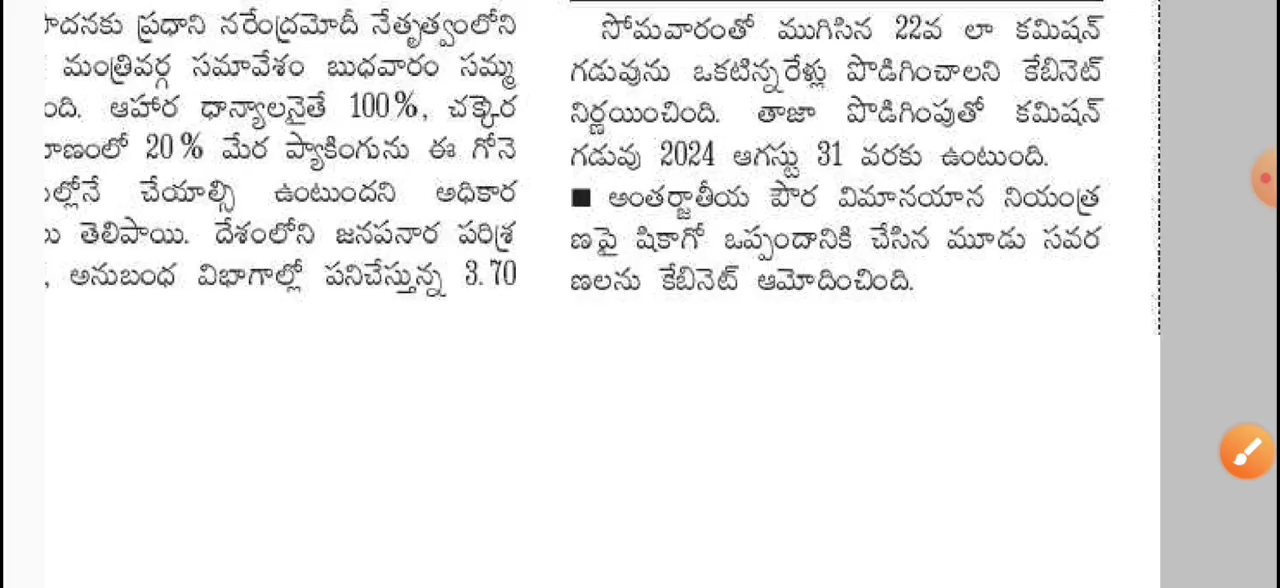 ప్రధాని నరేంద్రమోదీ నేతృత్వంలోని
మంత్రివర్గ సమావేశం బుధవారం సమ్మ
ంది. ఆహార ధాన్యాలనైతే 100%, చక్కెర
20% మేర ప్యాకింగును ఈ గోనె
చేయాల్సి ఉంటుందని అధికార
తెలిపాయి. దేశంలోని జనపనార పరిశ్ర
, అనుబంధ విభాగాల్లో పనిచేస్తున్న 3.70
సోమవారంతో ముగిసిన 22వ లా కమిషన్
గడువును ఒకటిన్నరేళ్లు పొడిగించాలని కేబినెట్
నిర్ణయించింది. తాజా పొడిగింపుతో కమిషన్
గడువు 2024 ఆగస్టు 31 వరకు ఉంటుంది.
■ అంతర్జాతీయ పౌర విమానయాన నియంత్ర
ణపై షికాగో ఒప్పందానికి చేసిన మూడు సవర
ణలను కేబినెట్ ఆమోదించింది.